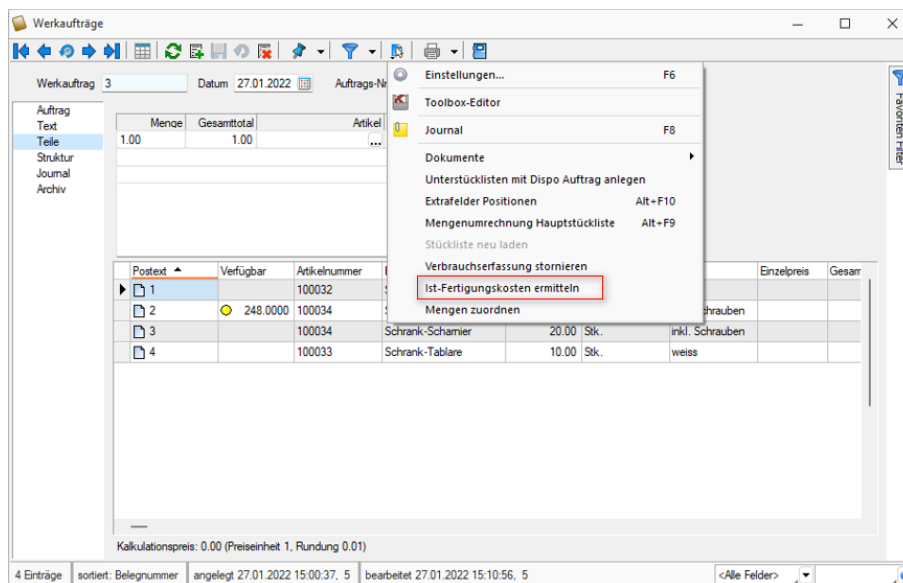 Werkaufträge
Werkauftrag 3 Datum 27.01.2022 Auftrags-Nr
Einstellungen... F6
Toolbox-Editor
Journal F8
Dokumente
Unterstücklisten mit Dispo Auftrag anlegen
Extrafelder Positionen Alt+F10
Mengenumrechnung Hauptstückliste Alt+F9
Stückliste neu laden
Verbrauchserfassung stornieren
Ist-Fertigungskosten ermitteln
Mengen zuordnen
Favoriten Filter
Auftrag
Text
Teile
Struktur
Journal
Archiv
Menge Gesamttotal Artikel
1.00 1.00 ...
Postext Verfügbar Artikelnummer Einzelpreis Gesam
1 100032
2 248.0000 100034 hrauben
3 100034 Schrank-Scharnier 20.00 Stk. inkl. Schrauben
4 100033 Schrank-Tablare 10.00 Stk. weiss
Kalkulationspreis: 0.00 (Preiseinheit 1, Rundung 0.01)
4 Einträge sortiert: Belegnummer angelegt 27.01.2022 15:00:37, 5 bearbeitet 27.01.2022 15:10:56, 5 <Alle Felder>